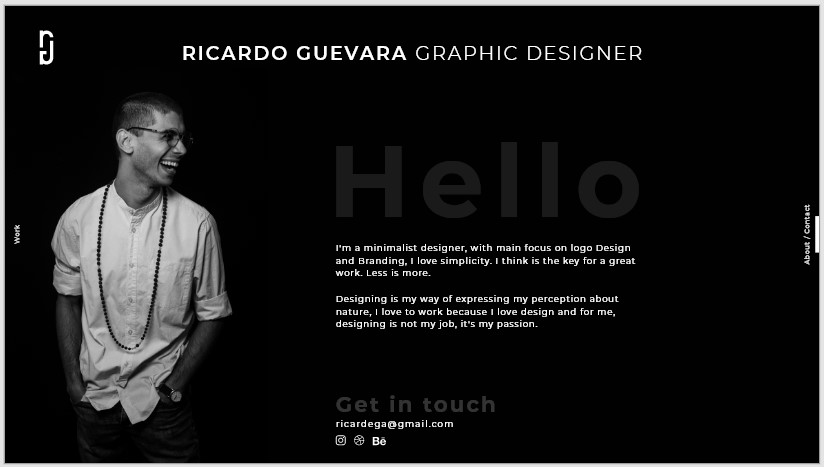 RICARDO GUEVARA GRAPHIC DESIGNER
Work
Hello
I'm a minimalist designer, with main focus on logo Design
and Branding, I love simplicity. I think is the key for a great
work. Less is more.
Designing is my way of expressing my perception about
nature, I love to work because I love design and for me,
designing is not my job, it's my passion.
About / Contact
Get in touch
ricardega@gmail.com
Bē